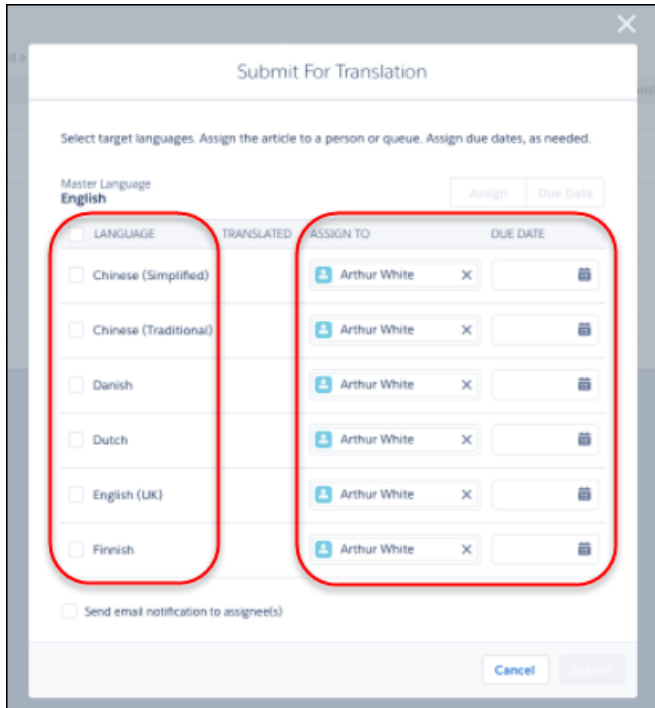 Submit For Translation
Select target languages. Assign the article to a person or queue. Assign due dates, as needed.
Master Language
English
Assign Due Date
LANGUAGE TRANSLATED ASSIGN TO DUE DATE
Chinese (Simplified) Arthur White
Chinese (Traditional) Arthur White
Danish Arthur White
Dutch Arthur White
English (UK) Arthur White
Finnish Arthur White
Send email notification to assignee(s)
Cancel Submit